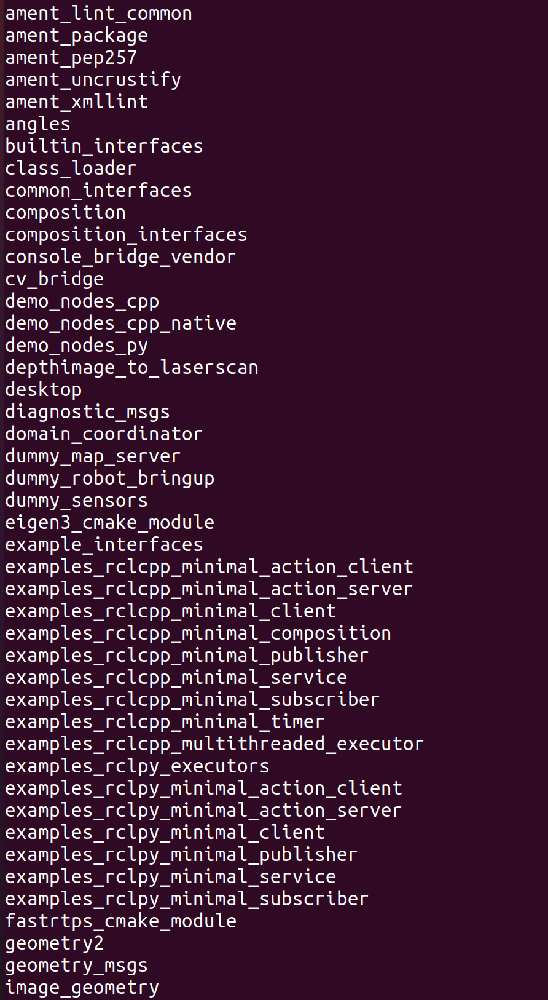 ament_lint_common
ament_package
ament_pep257
ament_uncrustify
ament_xmllint
angles
builtin_interfaces
class_loader
common_interfaces
composition
composition_interfaces
console_bridge_vendor
cv_bridge
demo_nodes_cpp
demo_nodes_cpp_native
demo_nodes_py
depthimage_to_laserscan
desktop
diagnostic_msgs
domain_coordinator
dummy_map_server
dummy_robot_bringup
dummy_sensors
eigen3_cmake_module
example_interfaces
examples_rclcpp_minimal_action_client
examples_rclcpp_minimal_action_server
examples_rclcpp_minimal_client
examples_rclcpp_minimal_composition
examples_rclcpp_minimal_publisher
examples_rclcpp_minimal_service
examples_rclcpp_minimal_subscriber
examples_rclcpp_minimal_timer
examples_rclcpp_multithreaded_executor
examples_rclpy_executors
examples_rclpy_minimal_action_client
examples_rclpy_minimal_action_server
examples_rclpy_minimal_client
examples_rclpy_minimal_publisher
examples_rclpy_minimal_service
examples_rclpy_minimal_subscriber
fastrtps_cmake_module
geometry2
geometry_msgs
image_geometry